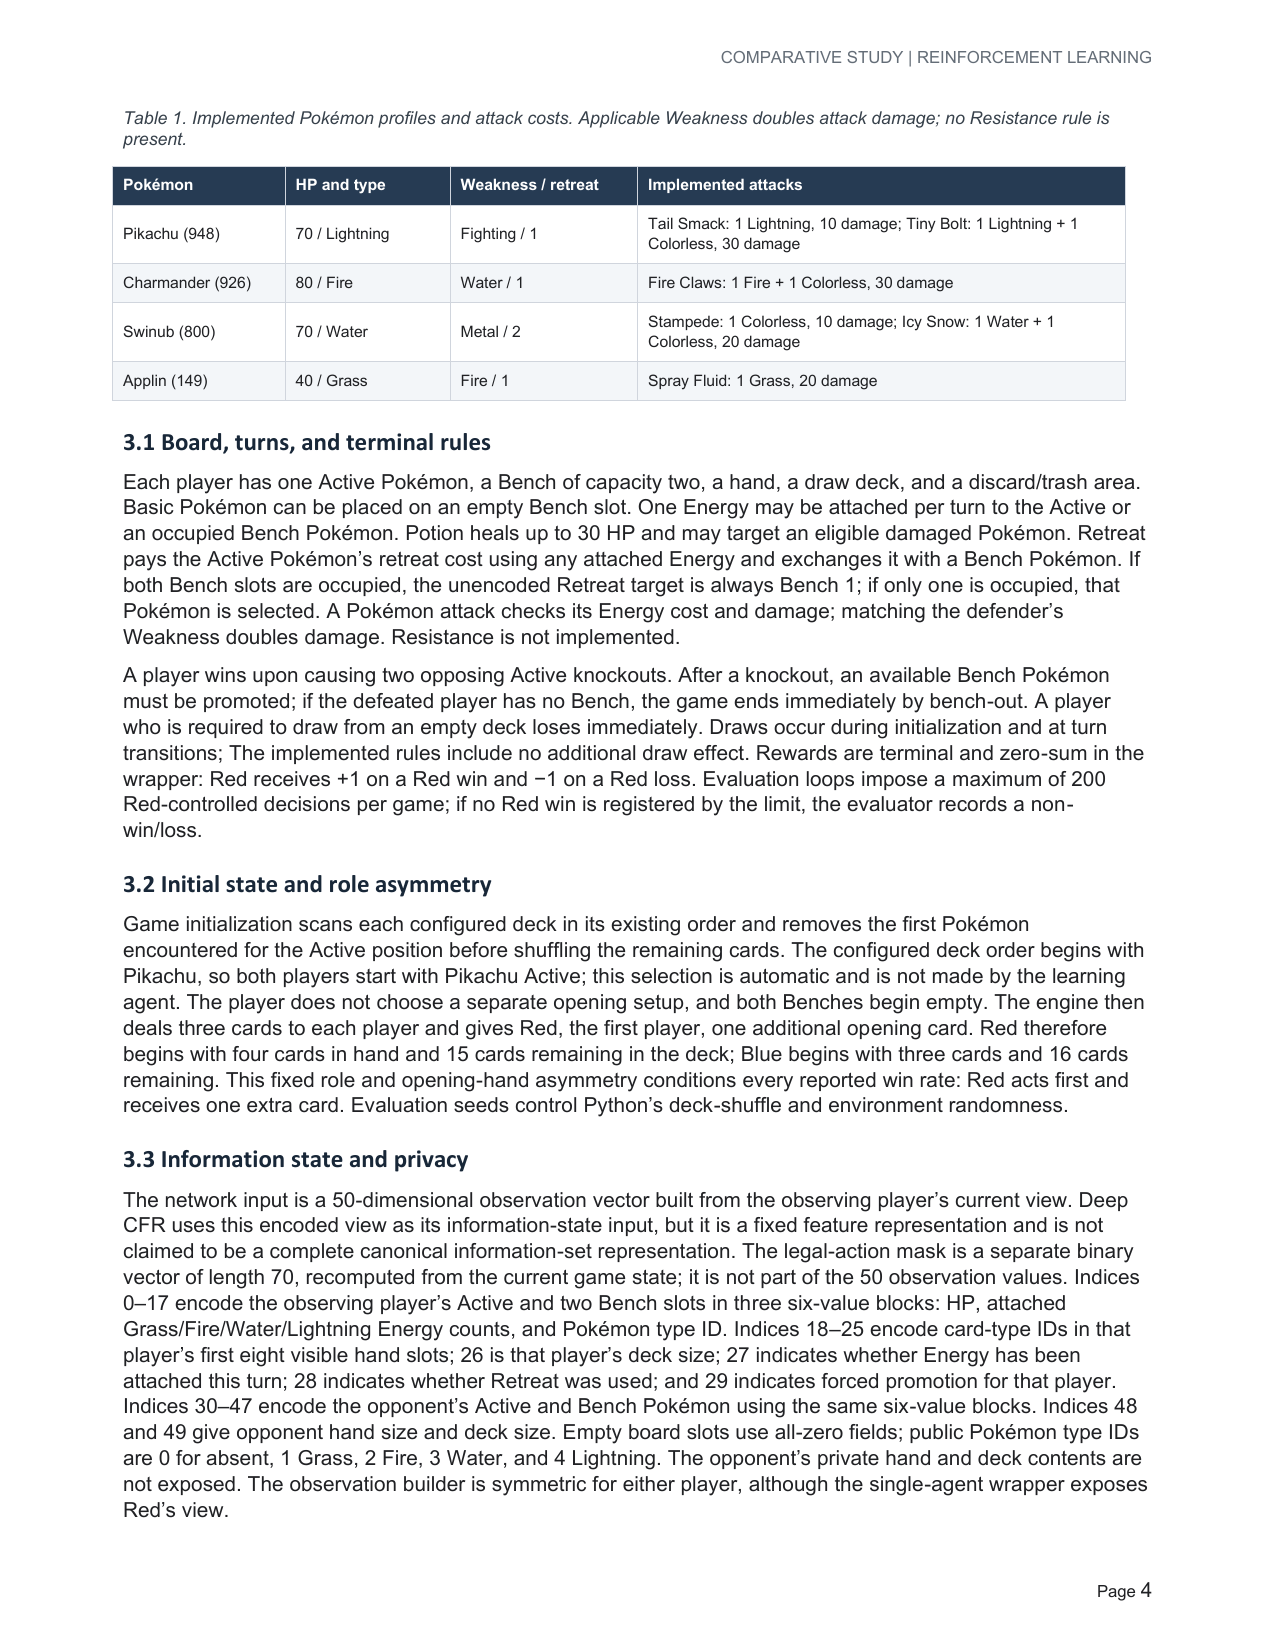 COMPARATIVE STUDY | REINFORCEMENT LEARNING
Table 1. Implemented Pokémon profiles and attack costs. Applicable Weakness doubles attack damage; no Resistance rule is
present.
Pokémon HP and type Weakness / retreat Implemented attacks
Pikachu (948) 70 / Lightning Fighting / 1 Tail Smack: 1 Lightning, 10 damage; Tiny Bolt: 1 Lightning + 1
Colorless, 30 damage
Charmander (926) 80 / Fire Water / 1 Fire Claws: 1 Fire + 1 Colorless, 30 damage
Swinub (800) 70 / Water Metal / 2 Stampede: 1 Colorless, 10 damage; Icy Snow: 1 Water + 1
Colorless, 20 damage
Applin (149) 40 / Grass Fire / 1 Spray Fluid: 1 Grass, 20 damage
3.1 Board, turns, and terminal rules
Each player has one Active Pokémon, a Bench of capacity two, a hand, a draw deck, and a discard/trash area.
Basic Pokémon can be placed on an empty Bench slot. One Energy may be attached per turn to the Active or
an occupied Bench Pokémon. Potion heals up to 30 HP and may target an eligible damaged Pokémon. Retreat
pays the Active Pokémon’s retreat cost using any attached Energy and exchanges it with a Bench Pokémon. If
both Bench slots are occupied, the unencoded Retreat target is always Bench 1; if only one is occupied, that
Pokémon is selected. A Pokémon attack checks its Energy cost and damage; matching the defender’s
Weakness doubles damage. Resistance is not implemented.
A player wins upon causing two opposing Active knockouts. After a knockout, an available Bench Pokémon
must be promoted; if the defeated player has no Bench, the game ends immediately by bench-out. A player
who is required to draw from an empty deck loses immediately. Draws occur during initialization and at turn
transitions; The implemented rules include no additional draw effect. Rewards are terminal and zero-sum in the
wrapper: Red receives +1 on a Red win and −1 on a Red loss. Evaluation loops impose a maximum of 200
Red-controlled decisions per game; if no Red win is registered by the limit, the evaluator records a non-
win/loss.
3.2 Initial state and role asymmetry
Game initialization scans each configured deck in its existing order and removes the first Pokémon
encountered for the Active position before shuffling the remaining cards. The configured deck order begins with
Pikachu, so both players start with Pikachu Active; this selection is automatic and is not made by the learning
agent. The player does not choose a separate opening setup, and both Benches begin empty. The engine then
deals three cards to each player and gives Red, the first player, one additional opening card. Red therefore
begins with four cards in hand and 15 cards remaining in the deck; Blue begins with three cards and 16 cards
remaining. This fixed role and opening-hand asymmetry conditions every reported win rate: Red acts first and
receives one extra card. Evaluation seeds control Python’s deck-shuffle and environment randomness.
3.3 Information state and privacy
The network input is a 50-dimensional observation vector built from the observing player’s current view. Deep
CFR uses this encoded view as its information-state input, but it is a fixed feature representation and is not
claimed to be a complete canonical information-set representation. The legal-action mask is a separate binary
vector of length 70, recomputed from the current game state; it is not part of the 50 observation values. Indices
0–17 encode the observing player’s Active and two Bench slots in three six-value blocks: HP, attached
Grass/Fire/Water/Lightning Energy counts, and Pokémon type ID. Indices 18–25 encode card-type IDs in that
player’s first eight visible hand slots; 26 is that player’s deck size; 27 indicates whether Energy has been
attached this turn; 28 indicates whether Retreat was used; and 29 indicates forced promotion for that player.
Indices 30–47 encode the opponent’s Active and Bench Pokémon using the same six-value blocks. Indices 48
and 49 give opponent hand size and deck size. Empty board slots use all-zero fields; public Pokémon type IDs
are 0 for absent, 1 Grass, 2 Fire, 3 Water, and 4 Lightning. The opponent’s private hand and deck contents are
not exposed. The observation builder is symmetric for either player, although the single-agent wrapper exposes
Red’s view.
Page 4